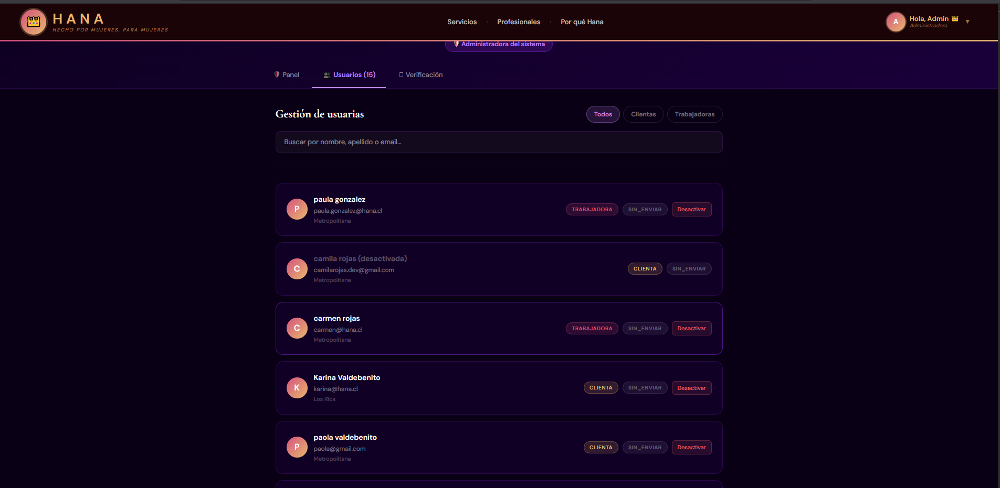 HANA
HECHO POR MUJERES, PARA MUJERES
Servicios · Profesionales · Por qué Hana
A
Hola, Admin
Administradora
Administradora del sistema
Panel
Usuarios (15)
Verificación
Gestión de usuarias
Todos
Clientas
Trabajadoras
Buscar por nombre, apellido o email...
P
paula gonzalez
paula.gonzalez@hana.cl
Metropolitana
TRABAJADORA
SIN_ENVIAR
Desactivar
C
camila rojas (desactivada)
camilarojas.dev@gmail.com
Metropolitana
CLIENTA
SIN_ENVIAR
C
carmen rojas
carmen@hana.cl
Metropolitana
TRABAJADORA
SIN_ENVIAR
Desactivar
K
Karina Valdebenito
karina@hana.cl
Los Ríos
CLIENTA
SIN_ENVIAR
Desactivar
P
paola valdebenito
paola@gmail.com
Metropolitana
CLIENTA
SIN_ENVIAR
Desactivar